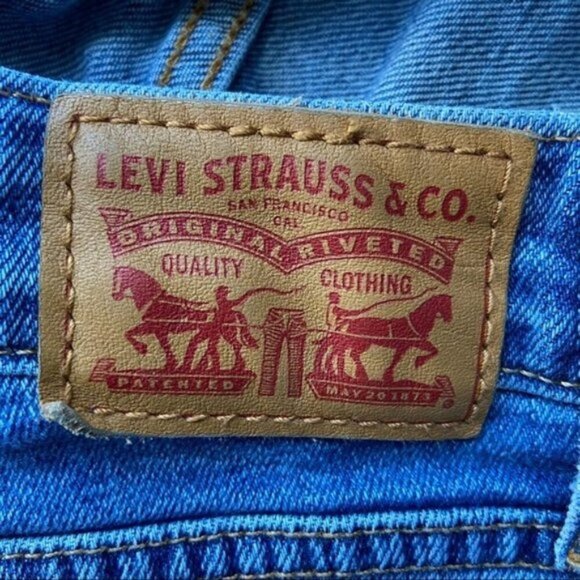 LEVI STRAUSS & CO.
SAN FRANCISCO
CAL
ORIGINAL RIVETED
QUALITY CLOTHING
PATENTED MAY 20 1873
®